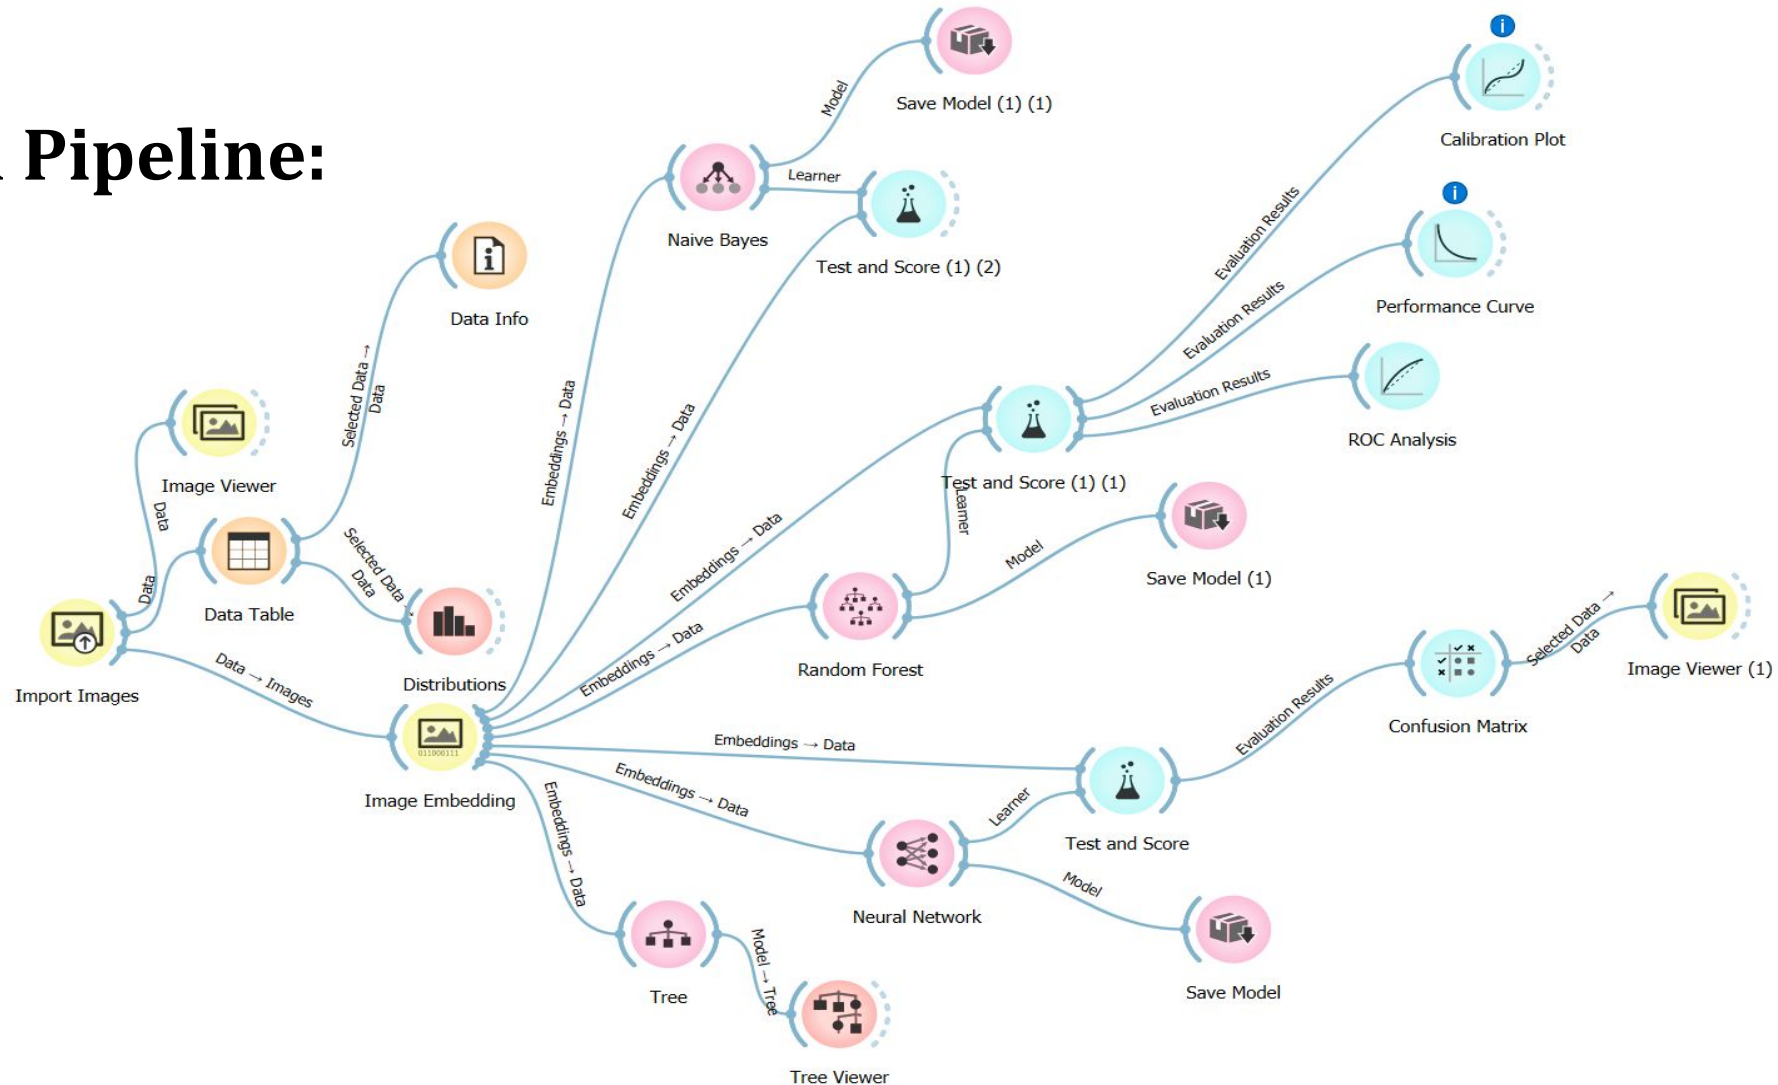 Pipeline:
Save Model (1) (1)
Model
Calibration Plot
Learner
Naive Bayes
Test and Score (1) (2)
Evaluation Results
Performance Curve
Evaluation Results
Data Info
Selected Data →
Data
Evaluation Results
ROC Analysis
Embeddings → Data
Embeddings → Data
Image Viewer
Data
Test and Score (1) (1)
Learner
Embeddings → Data
Model
Save Model (1)
Selected Data →
Data
Data
Data Table
Import Images
Distributions
Embeddings → Data
Random Forest
Selected Data →
Data
Image Viewer (1)
Data → Images
Evaluation Results
Confusion Matrix
Embeddings → Data
011000111
Image Embedding
Embeddings → Data
Learner
Test and Score
Embeddings → Data
Model
Neural Network
Model → Tree
Tree
Save Model
Tree Viewer